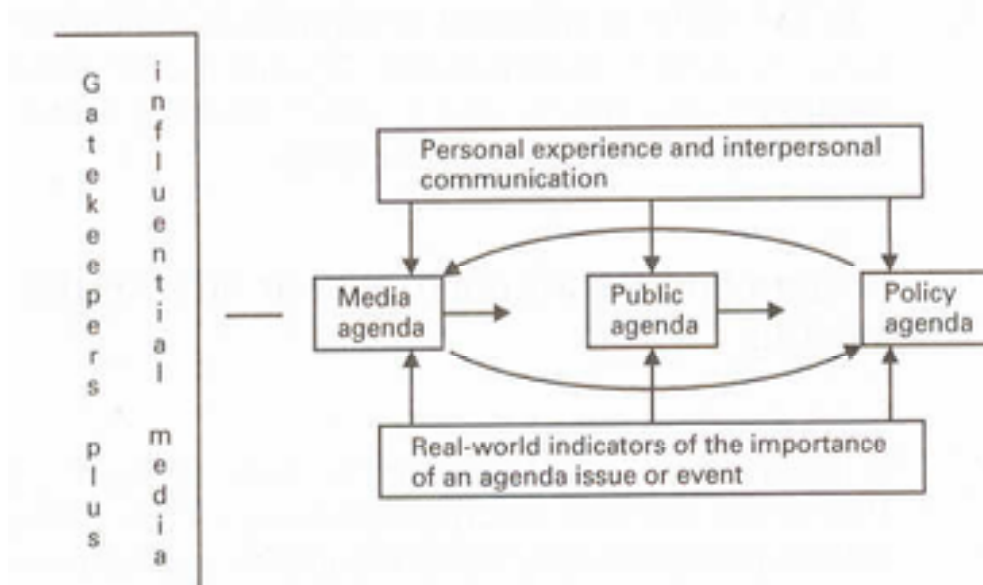 Gatekeepers plus
influential media
Personal experience and interpersonal
communication
Media
agenda
Public
agenda
Policy
agenda
Real-world indicators of the importance
of an agenda issue or event